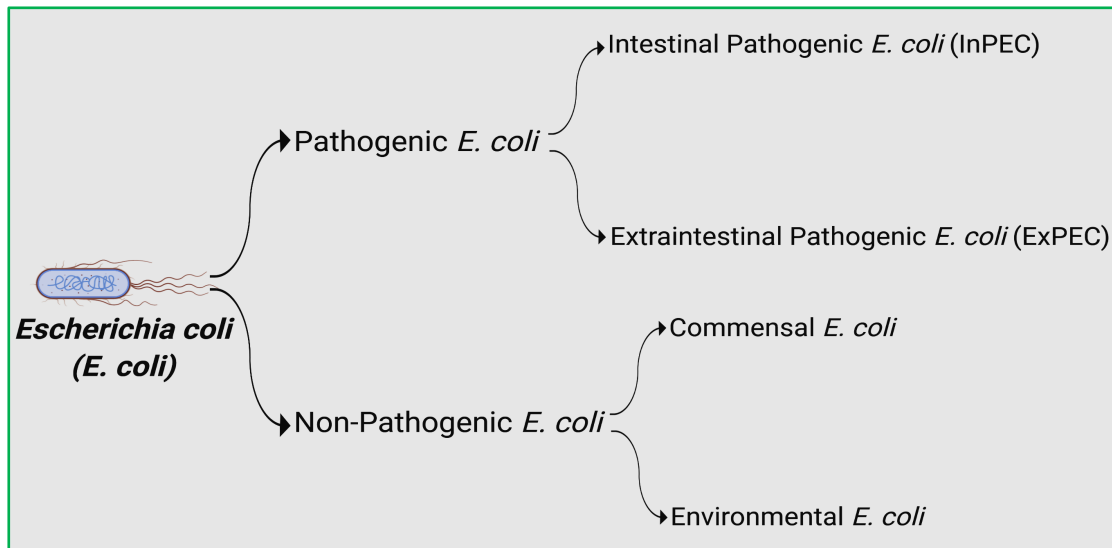 Intestinal Pathogenic E. coli (InPEC)
Pathogenic E. coli
Extraintestinal Pathogenic E. coli (ExPEC)
Escherichia coli
(E. coli)
Commensal E. coli
Non-Pathogenic E. coli
Environmental E. coli